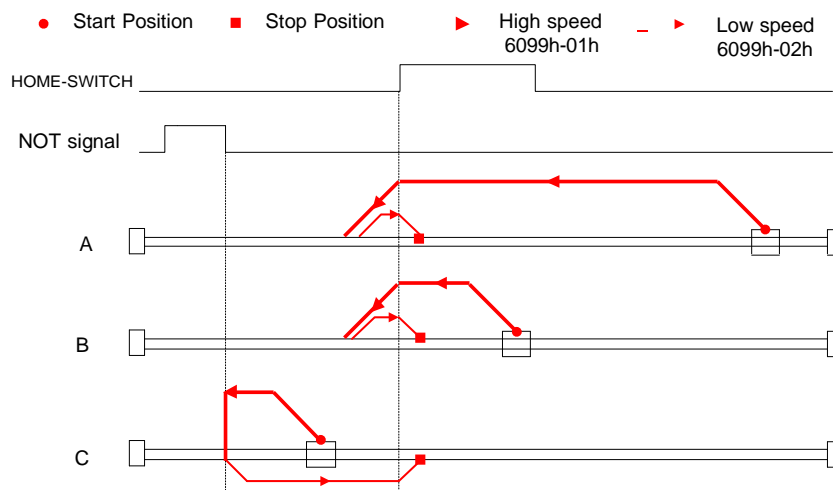 Start Position Stop Position High speed Low speed
6099h-01h 6099h-02h
HOME-SWITCH
NOT signal
A
B
C